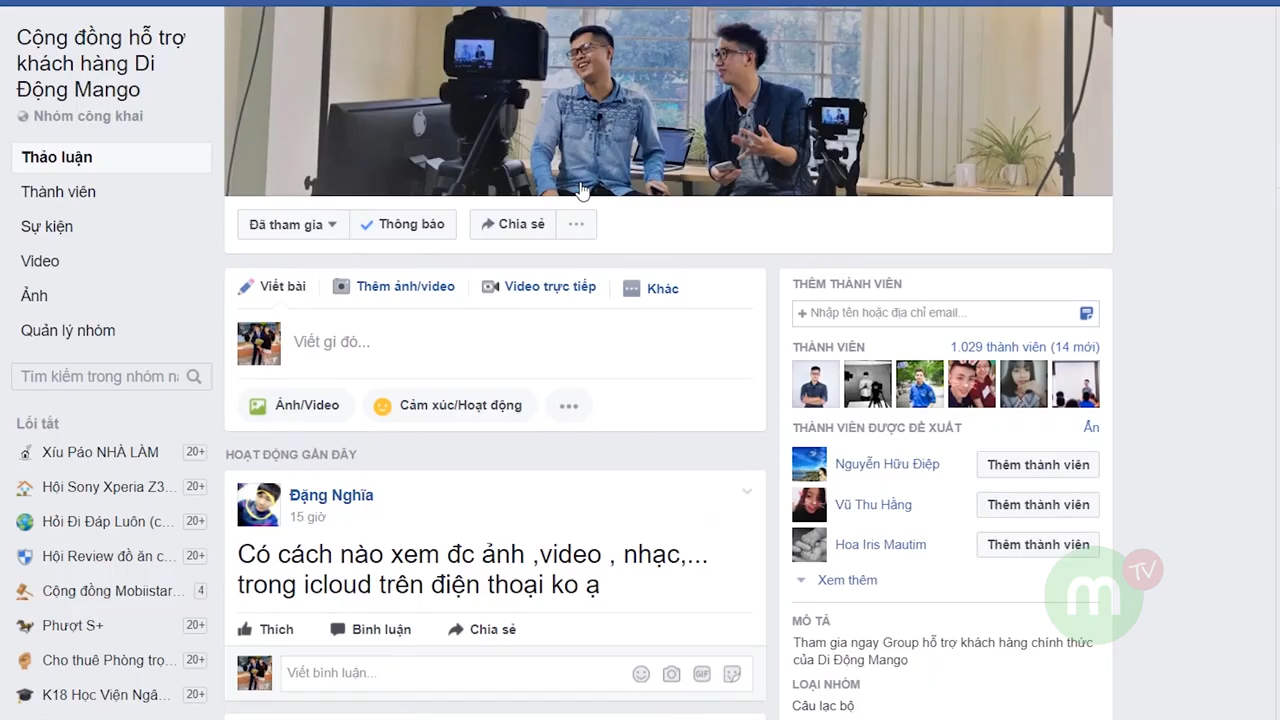 Cộng đồng hỗ trợ
khách hàng Di
Động Mango
Nhóm công khai
Thảo luận
Thành viên
Sự kiện
Video
Ảnh
Quản lý nhóm
Tìm kiếm trong nhóm n
Lối tắt
Xíu Páo NHÀ LÀM 20+
Hội Sony Xperia Z3... 20+
Hỏi Đi Đáp Luôn (c... 20+
Hội Review đồ ăn c... 20+
Cộng đồng Mobiistar... 4
Phượt S+ 20+
Cho thuê Phòng trọ... 20+
K18 Học Viện Ngâ... 20+
Đã tham gia
Thông báo
Chia sẻ
Viết bài
Thêm ảnh/video
Video trực tiếp
Khác
Viết gì đó...
Ảnh/Video
Cảm xúc/Hoạt động
HOẠT ĐỘNG GẦN ĐÂY
Đặng Nghĩa
15 giờ
Có cách nào xem đc ảnh ,video , nhạc,...
trong icloud trên điện thoại ko ạ
Thích
Bình luận
Chia sẻ
Viết bình luận...
GIF
THÊM THÀNH VIÊN
+ Nhập tên hoặc địa chỉ email...
THÀNH VIÊN
1.029 thành viên (14 mới)
THÀNH VIÊN ĐƯỢC ĐỀ XUẤT
Ẩn
Nguyễn Hữu Điệp
Thêm thành viên
Vũ Thu Hằng
Thêm thành viên
Hoa Iris Mautim
Thêm thành viên
Xem thêm
m TV
MÔ TẢ
Tham gia ngay Group hỗ trợ khách hàng chính thức
của Di Động Mango
LOẠI NHÓM
Câu lạc bộ